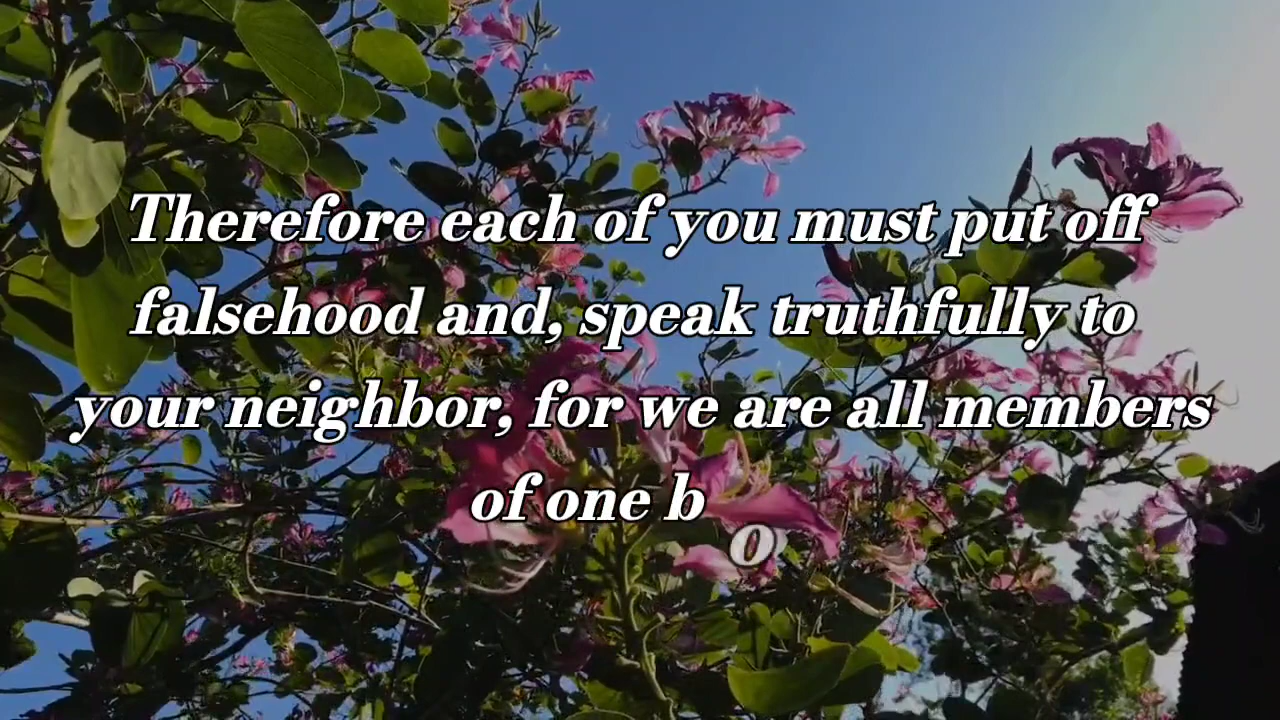 Therefore each of you must put off
falsehood and, speak truthfully to
your neighbor, for we are all members
of one b o